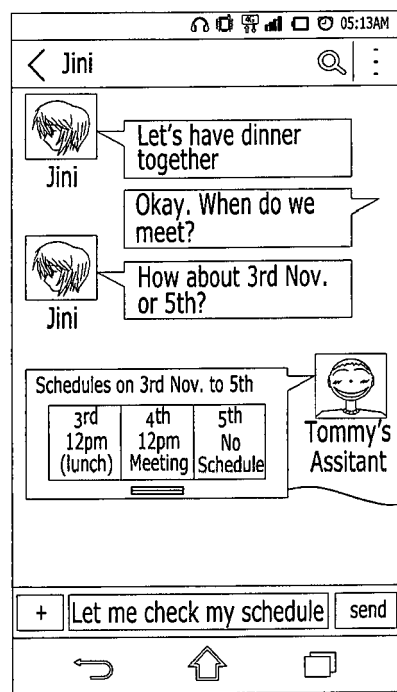 4G 05:13AM
Jini
Let's have dinner
together
Jini
Okay. When do we
meet?
How about 3rd Nov.
or 5th?
Jini
Schedules on 3rd Nov. to 5th
3rd
12pm
(lunch)
4th
12pm
Meeting
5th
No
Schedule
Tommy's
Assitant
+ Let me check my schedule send